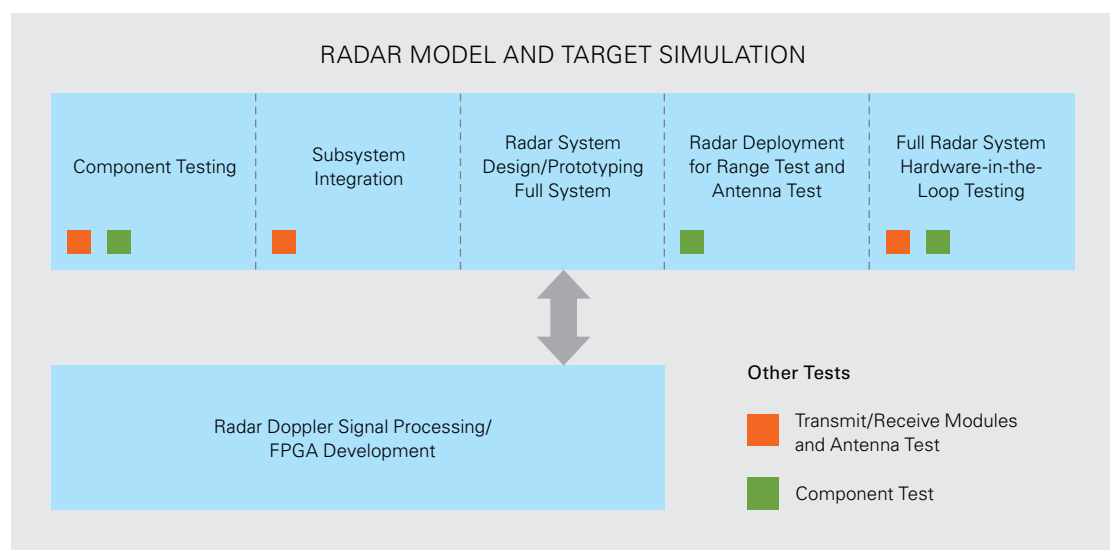 RADAR MODEL AND TARGET SIMULATION
Component Testing
Subsystem
Integration
Radar System
Design/Prototyping
Full System
Radar Deployment
for Range Test and
Antenna Test
Full Radar System
Hardware-in-the-
Loop Testing
Radar Doppler Signal Processing/
FPGA Development
Other Tests
Transmit/Receive Modules
and Antenna Test
Component Test